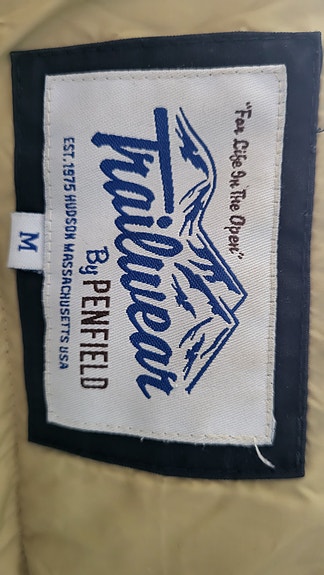 "For Life In The Open"
Trailwear
By PENFIELD
EST. 1975 HUDSON MASSACHUSETTS USA
M